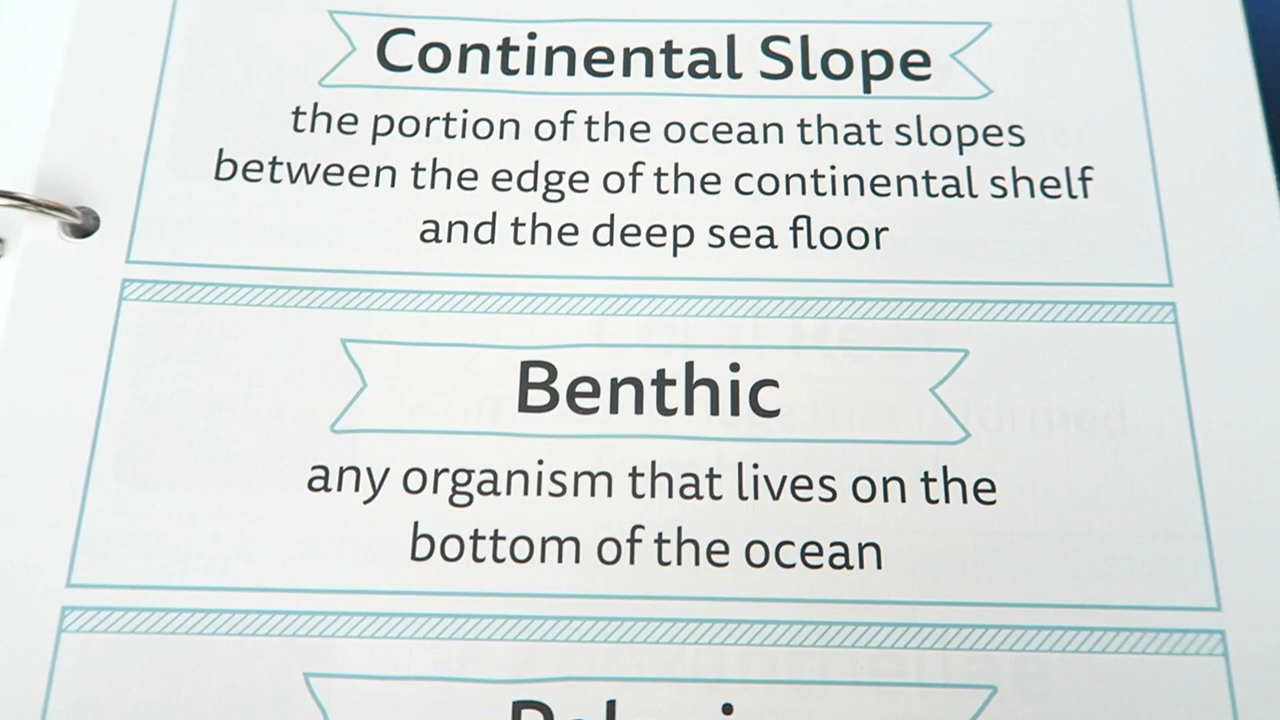 Continental Slope
the portion of the ocean that slopes
between the edge of the continental shelf
and the deep sea floor
Benthic
any organism that lives on the
bottom of the ocean